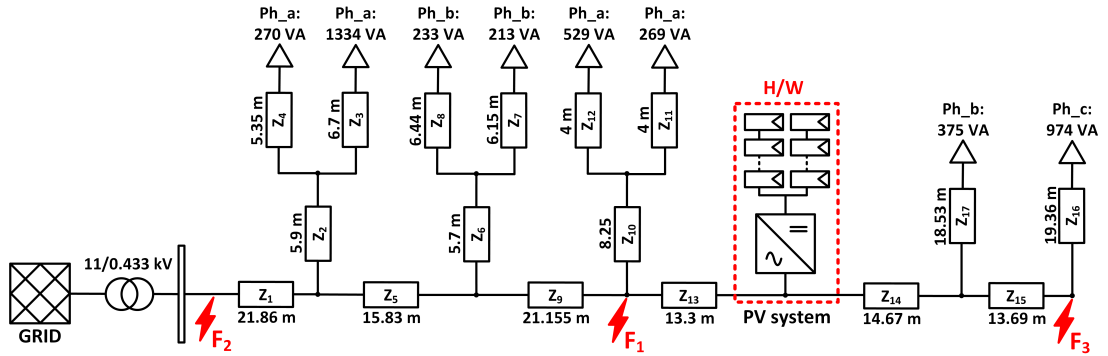 Ph_a: Ph_a: Ph_b: Ph_b: Ph_a: Ph_a:
270 VA 1334 VA 233 VA 213 VA 529 VA 269 VA
H/W
Ph_b: Ph_c:
375 VA 974 VA
5.35 m Z4 6.7 m Z3 6.44 m Z8 6.15 m Z7 4 m Z12 4 m Z11
18.53 m Z17 19.36 m Z16
5.9 m Z2 5.7 m Z6 8.25 Z10
11/0.433 kV
Z1 Z5 Z9 Z13 Z14 Z15
21.86 m 15.83 m 21.155 m 13.3 m PV system 14.67 m 13.69 m
GRID F2 F1 F3